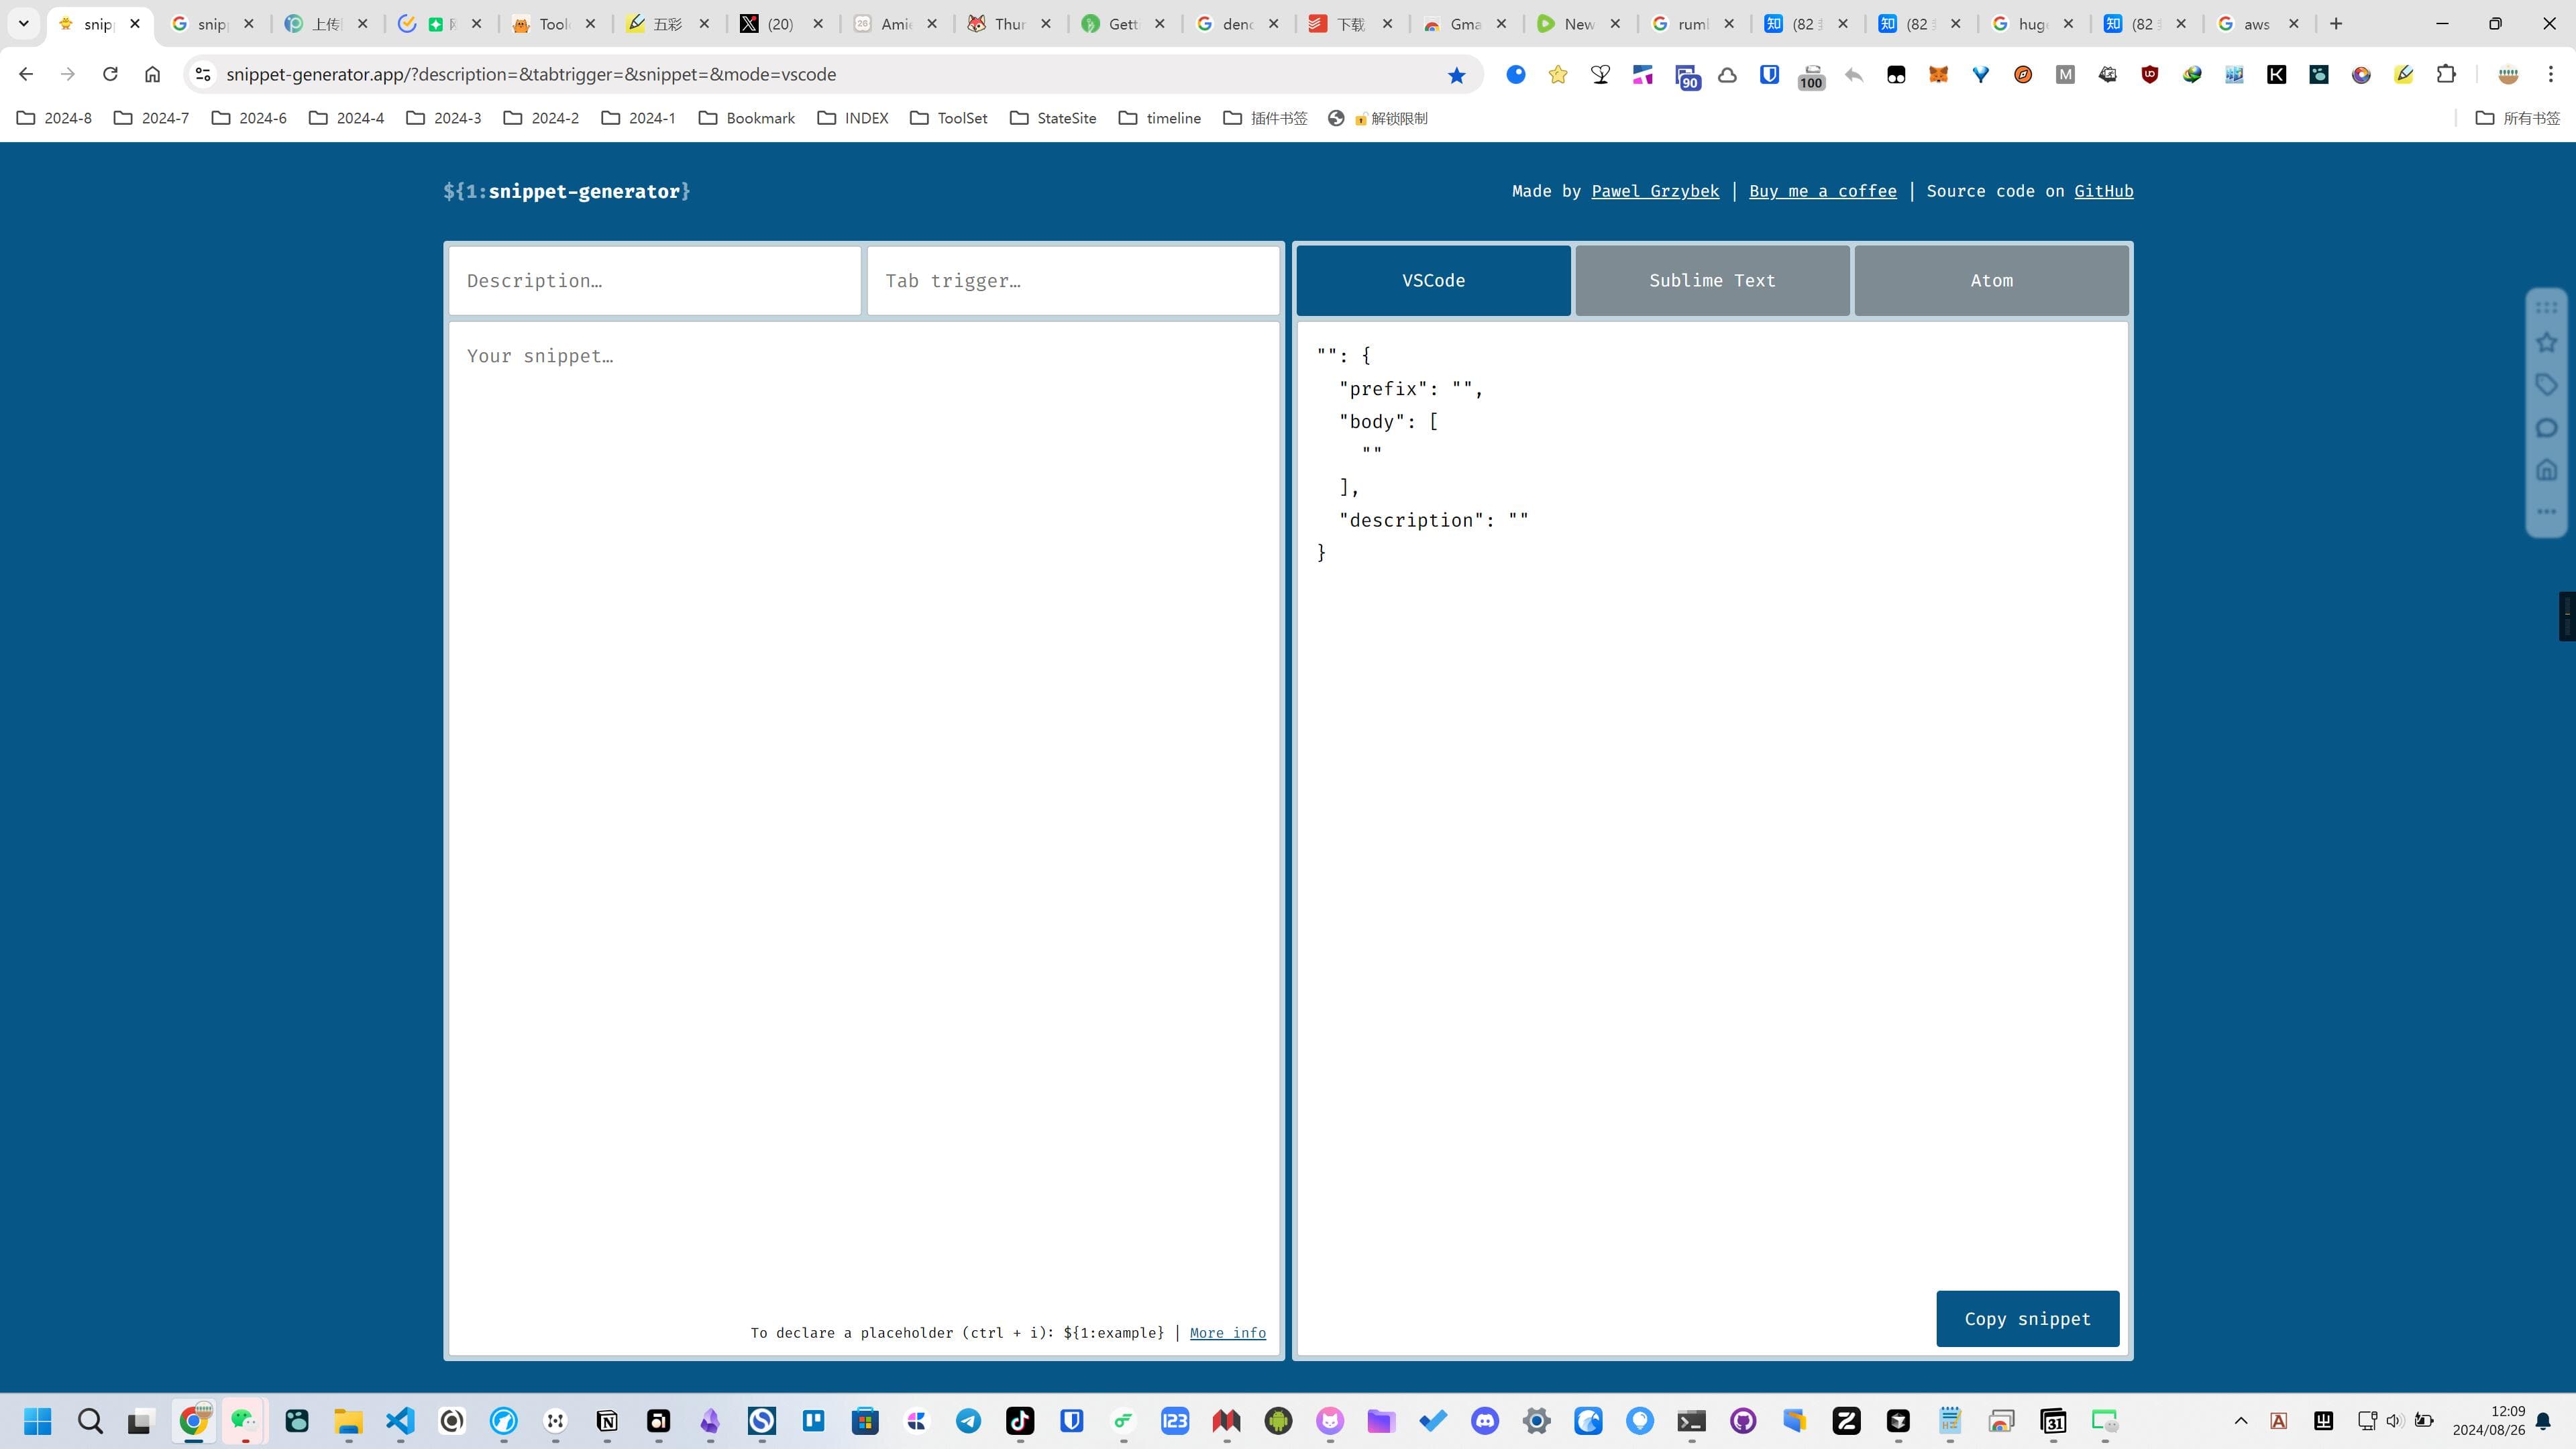 snip
snip
上传
Tool
五彩
(20)
Amie
Thur
Gett
deno
下载
Gma
New
rum
(82
(82
hug
(82
aws
snippet-generator.app/?description=&tabtrigger=&snippet=&mode=vscode
90
100
2024-8
2024-7
2024-6
2024-4
2024-3
2024-2
2024-1
Bookmark
INDEX
ToolSet
StateSite
timeline
插件书签
解锁限制
所有书签
${1:snippet-generator}
Made by Pawel Grzybek | Buy me a coffee | Source code on GitHub
Description…
Tab trigger…
VSCode
Sublime Text
Atom
Your snippet…
"": {
"prefix": "",
"body": [
""
],
"description": ""
}
To declare a placeholder (ctrl + i): ${1:example} | More info
Copy snippet
12:09
2024/08/26